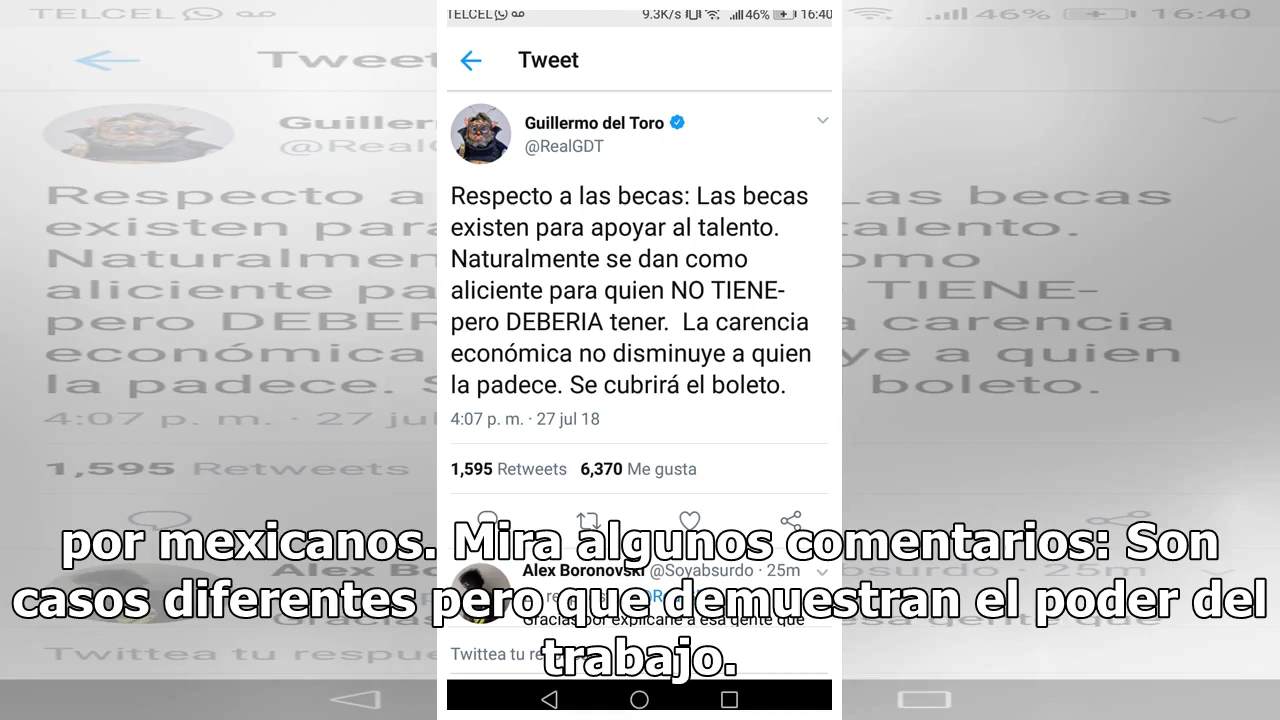 TELCEL 9.3K/s 46% 16:40
Tweet
Guillermo del Toro
@RealGDT
Respecto a las becas: Las becas
existen para apoyar al talento.
Naturalmente se dan como
aliciente para quien NO TIENE-
pero DEBERIA tener. La carencia
económica no disminuye a quien
la padece. Se cubrirá el boleto.
4:07 p. m. · 27 jul 18
1,595 Retweets 6,370 Me gusta
Alex Boronovski @Soyabsurdo · 25m
Gracias por explicarle a esa gente que
Twittea tu re
por mexicanos. Mira algunos comentarios: Son
casos diferentes pero que demuestran el poder del
trabajo.